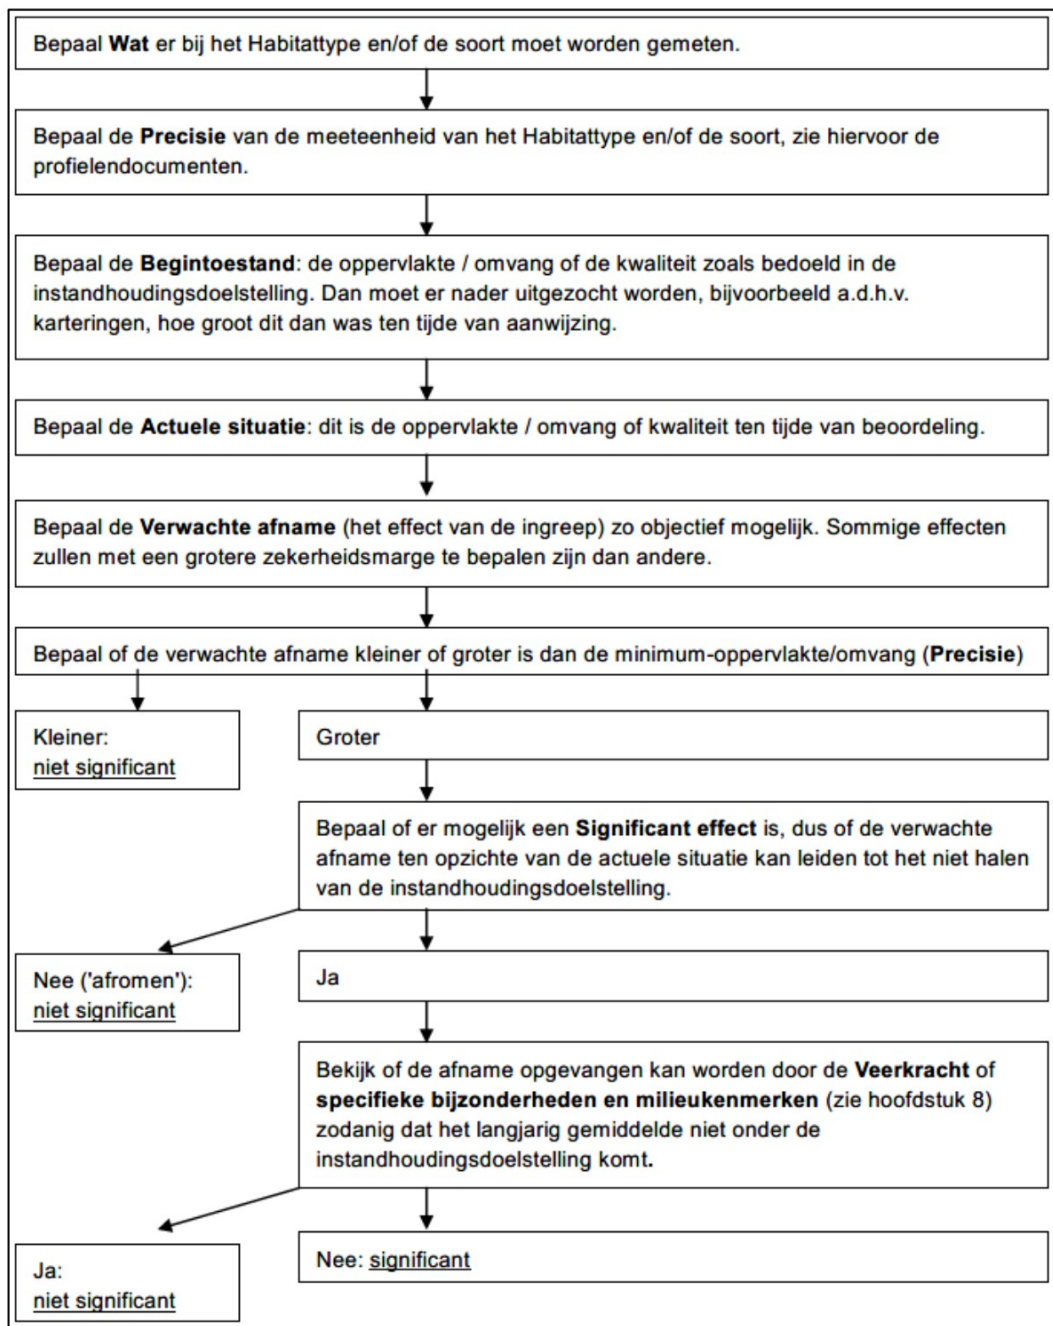 Bepaal Wat er bij het Habitattype en/of de soort moet worden gemeten.
Bepaal de Precisie van de meeteenheid van het Habitattype en/of de soort, zie hiervoor de
profielendocumenten.
Bepaal de Begintoestand: de oppervlakte / omvang of de kwaliteit zoals bedoeld in de
instandhoudingsdoelstelling. Dan moet er nader uitgezocht worden, bijvoorbeeld a.d.h.v.
karteringen, hoe groot dit dan was ten tijde van aanwijzing.
Bepaal de Actuele situatie: dit is de oppervlakte / omvang of kwaliteit ten tijde van beoordeling.
Bepaal de Verwachte afname (het effect van de ingreep) zo objectief mogelijk. Sommige effecten
zullen met een grotere zekerheidsmarge te bepalen zijn dan andere.
Bepaal of de verwachte afname kleiner of groter is dan de minimum-oppervlakte/omvang (Precisie)
Kleiner:
niet significant
Groter
Bepaal of er mogelijk een Significant effect is, dus of de verwachte
afname ten opzichte van de actuele situatie kan leiden tot het niet halen
van de instandhoudingsdoelstelling.
Nee ('afromen'):
niet significant
Ja
Bekijk of de afname opgevangen kan worden door de Veerkracht of
specifieke bijzonderheden en milieukenmerken (zie hoofdstuk 8)
zodanig dat het langjarig gemiddelde niet onder de
instandhoudingsdoelstelling komt.
Ja:
niet significant
Nee: significant